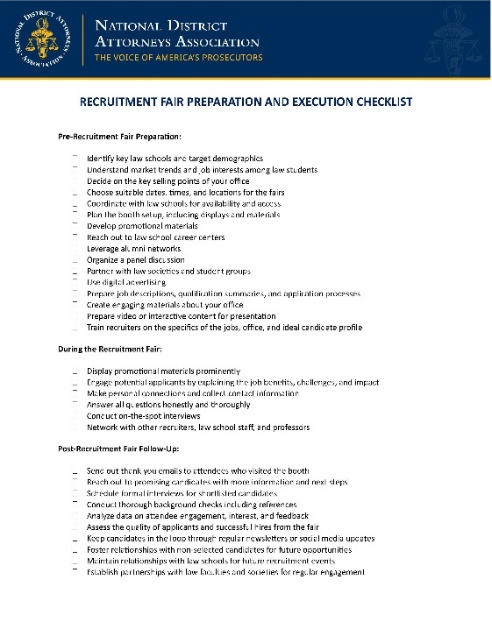 NATIONAL DISTRICT
ATTORNEYS ASSOCIATION
THE VOICE OF AMERICA'S PROSECUTORS
NATIONAL DISTRICT ATTORNEYS ASSOCIATION
RECRUITMENT FAIR PREPARATION AND EXECUTION CHECKLIST
Pre-Recruitment Fair Preparation:
Identify key law schools and target demographics
Understand market trends and job interests among law students
Decide on the key selling points of your office
Choose suitable dates, times, and locations for the fairs
Coordinate with law schools for availability and access
Plan the booth setup, including displays and materials
Develop promotional materials
Reach out to law school career centers
Leverage alumni networks
Organize a panel discussion
Partner with law societies and student groups
Use digital advertising
Prepare job descriptions, qualification summaries, and application processes
Create engaging materials about your office
Prepare video or interactive content for presentation
Train recruiters on the specifics of the jobs, office, and ideal candidate profile
During the Recruitment Fair:
Display promotional materials prominently
Engage potential applicants by explaining the job benefits, challenges, and impact
Make personal connections and collect contact information
Answer all questions honestly and thoroughly
Conduct on-the-spot interviews
Network with other recruiters, law school staff, and professors
Post-Recruitment Fair Follow-Up:
Send out thank you emails to attendees who visited the booth
Reach out to promising candidates with more information and next steps
Schedule formal interviews for shortlisted candidates
Conduct thorough background checks including references
Analyze data on attendee engagement, interest, and feedback
Assess the quality of applicants and successful hires from the fair
Keep candidates in the loop through regular newsletters or social media updates
Foster relationships with non-selected candidates for future opportunities
Maintain relationships with law schools for future recruitment events
Establish partnerships with law faculties and societies for regular engagement